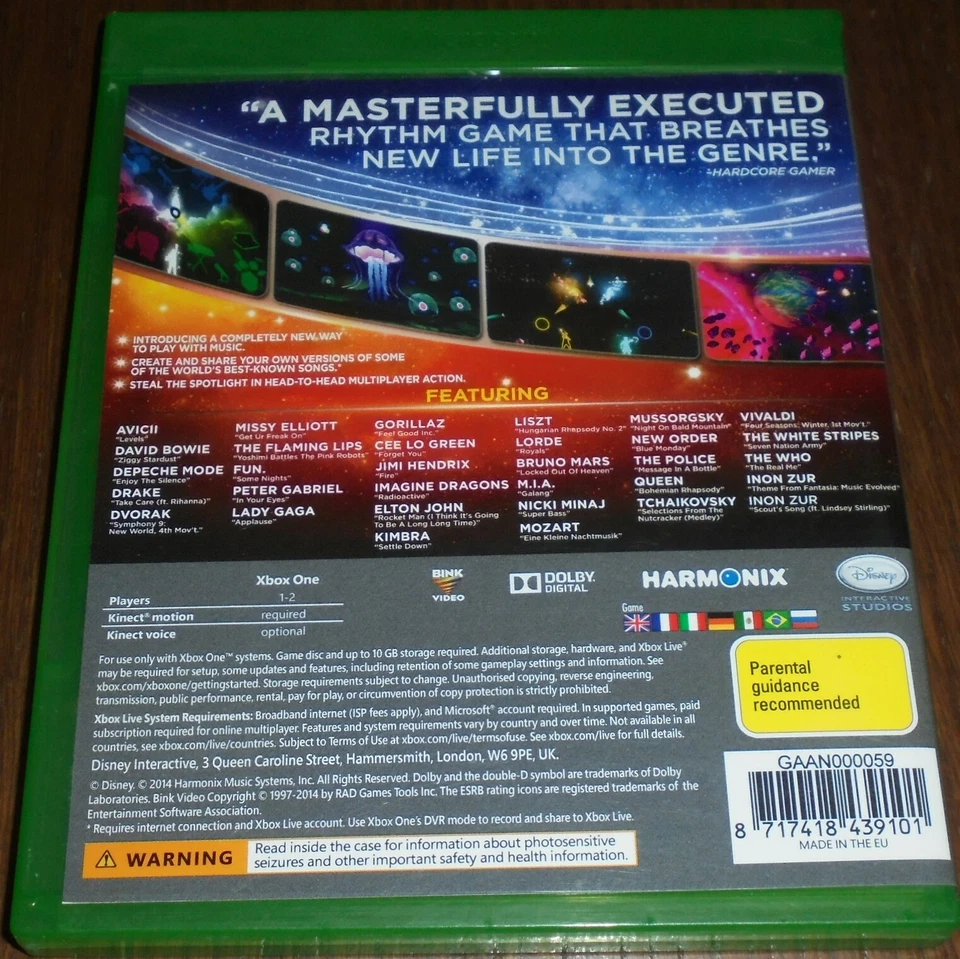 “A MASTERFULLY EXECUTED
RHYTHM GAME THAT BREATHES
NEW LIFE INTO THE GENRE.”
-HARDCORE GAMER
INTRODUCING A COMPLETELY NEW WAY
TO PLAY WITH MUSIC.
CREATE AND SHARE YOUR OWN VERSIONS OF SOME
OF THE WORLD'S BEST-KNOWN SONGS.*
STEAL THE SPOTLIGHT IN HEAD-TO-HEAD MULTIPLAYER ACTION.
FEATURING
AVICII
"Levels"
DAVID BOWIE
"Ziggy Stardust"
DEPECHE MODE
"Enjoy The Silence"
DRAKE
"Take Care (ft. Rihanna)"
DVORAK
"Symphony 9:
New World, 4th Mov't."
MISSY ELLIOTT
"Get Ur Freak On"
THE FLAMING LIPS
"Yoshimi Battles The Pink Robots"
FUN.
"Some Nights"
PETER GABRIEL
"In Your Eyes"
LADY GAGA
"Applause"
GORILLAZ
"Feel Good Inc."
CEE LO GREEN
"Forget You"
JIMI HENDRIX
"Fire"
IMAGINE DRAGONS
"Radioactive"
ELTON JOHN
"Rocket Man (I Think It's Going
To Be A Long Long Time)"
KIMBRA
"Settle Down"
LISZT
"Hungarian Rhapsody No. 2"
LORDE
"Royals"
BRUNO MARS
"Locked Out Of Heaven"
M.I.A.
"Galang"
NICKI MINAJ
"Super Bass"
MOZART
"Eine Kleine Nachtmusik"
MUSSORGSKY
"Night On Bald Mountain"
NEW ORDER
"Blue Monday"
THE POLICE
"Message In A Bottle"
QUEEN
"Bohemian Rhapsody"
TCHAIKOVSKY
"Selections From The
Nutcracker (Medley)"
VIVALDI
"Four Seasons: Winter, 1st Mov't."
THE WHITE STRIPES
"Seven Nation Army"
THE WHO
"The Real Me"
INON ZUR
"Theme From Fantasia: Music Evolved"
INON ZUR
"Scout's Song (ft. Lindsey Stirling)"
Xbox One
Players 1-2
Kinect® motion required
Kinect voice optional
BINK
VIDEO
DOLBY
DIGITAL
HARMONIX
Disney
INTERACTIVE
STUDIOS
Game
For use only with Xbox One™ systems. Game disc and up to 10 GB storage required. Additional storage, hardware, and Xbox Live®
may be required for setup, some updates and features, including retention of some gameplay settings and information. See
xbox.com/xboxone/gettingstarted. Storage requirements subject to change. Unauthorised copying, reverse engineering,
transmission, public performance, rental, pay for play, or circumvention of copy protection is strictly prohibited.
Xbox Live System Requirements: Broadband internet (ISP fees apply), and Microsoft® account required. In supported games, paid
subscription required for online multiplayer. Features and system requirements vary by country and over time. Not available in all
countries, see xbox.com/live/countries. Subject to Terms of Use at xbox.com/live/termsofuse. See xbox.com/live for full details.
Disney Interactive, 3 Queen Caroline Street, Hammersmith, London, W6 9PE, UK.
© Disney. © 2014 Harmonix Music Systems, Inc. All Rights Reserved. Dolby and the double-D symbol are trademarks of Dolby
Laboratories. Bink Video Copyright © 1997-2014 by RAD Games Tools Inc. The ESRB rating icons are registered trademarks of the
Entertainment Software Association.
* Requires internet connection and Xbox Live account. Use Xbox One's DVR mode to record and share to Xbox Live.
Parental
guidance
recommended
GAAN000059
8 717418 439101
MADE IN THE EU
WARNING
Read inside the case for information about photosensitive
seizures and other important safety and health information.